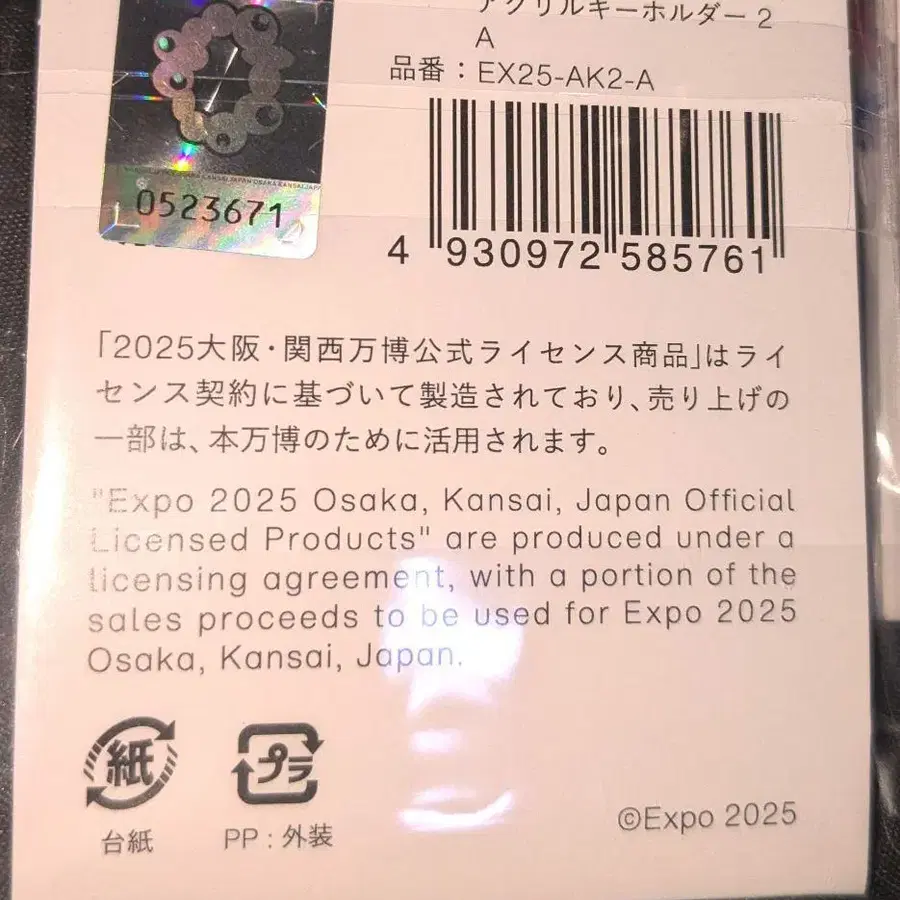 アクリルキーホルダー 2
A
品番：EX25-AK2-A
0523671
4 930972 585761
「2025大阪・関西万博公式ライセンス商品」はライ
センス契約に基づいて製造されており、売り上げの
一部は、本万博のために活用されます。
"Expo 2025 Osaka, Kansai, Japan Official
Licensed Products" are produced under a
licensing agreement, with a portion of the
sales proceeds to be used for Expo 2025
Osaka, Kansai, Japan.
紙
プラ
台紙
PP : 外装
©Expo 2025